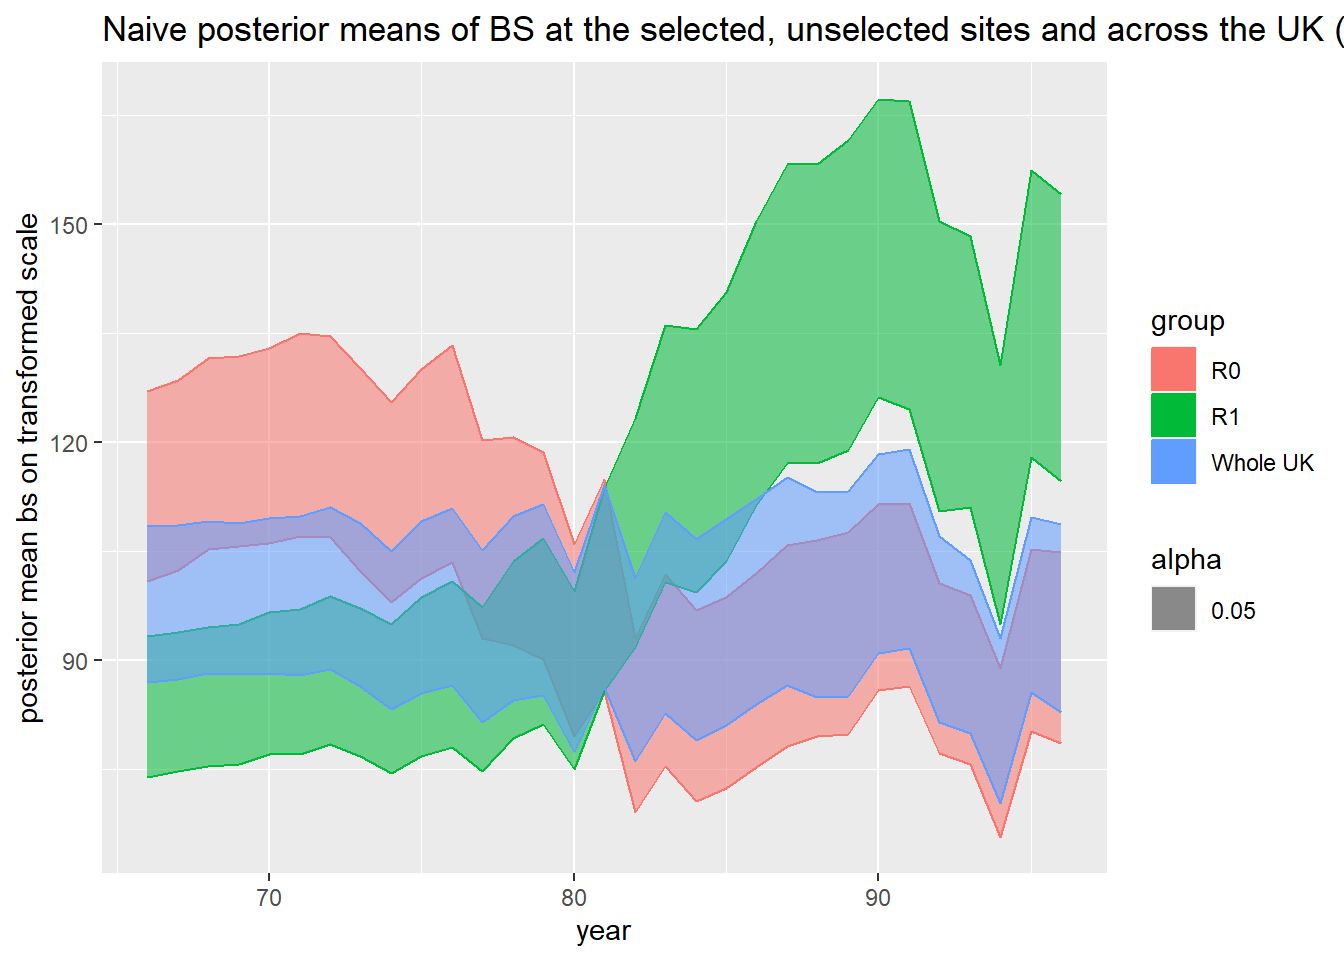 Naive posterior means of BS at the selected, unselected sites and across the UK (
posterior mean bs on transformed scale
150
120
90
70
80
90
year
group
R0
R1
Whole UK
alpha
0.05